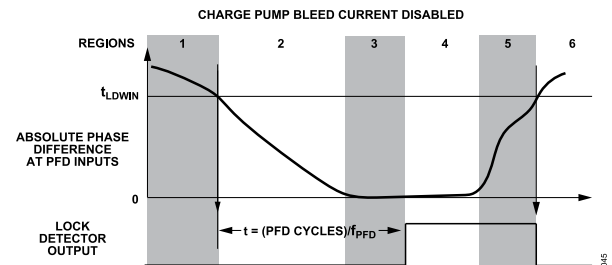 CHARGE PUMP BLEED CURRENT DISABLED
REGIONS 1 2 3 4 5 6
tLDWIN
ABSOLUTE PHASE
DIFFERENCE
AT PFD INPUTS
0
LOCK
DETECTOR
OUTPUT
t = (PFD CYCLES)/fPFD
045